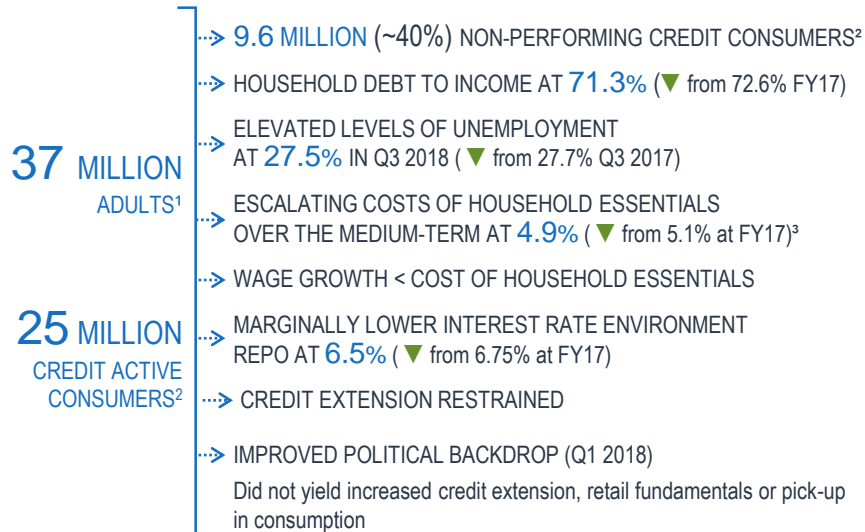 37 MILLION
ADULTS¹
25 MILLION
CREDIT ACTIVE
CONSUMERS²
9.6 MILLION (~40%) NON-PERFORMING CREDIT CONSUMERS²
HOUSEHOLD DEBT TO INCOME AT 71.3% (▼ from 72.6% FY17)
ELEVATED LEVELS OF UNEMPLOYMENT
AT 27.5% IN Q3 2018 ( ▼ from 27.7% Q3 2017)
ESCALATING COSTS OF HOUSEHOLD ESSENTIALS
OVER THE MEDIUM-TERM AT 4.9% ( ▼ from 5.1% at FY17)³
WAGE GROWTH < COST OF HOUSEHOLD ESSENTIALS
MARGINALLY LOWER INTEREST RATE ENVIRONMENT
REPO AT 6.5% ( ▼ from 6.75% at FY17)
CREDIT EXTENSION RESTRAINED
IMPROVED POLITICAL BACKDROP (Q1 2018)
Did not yield increased credit extension, retail fundamentals or pick-up
in consumption